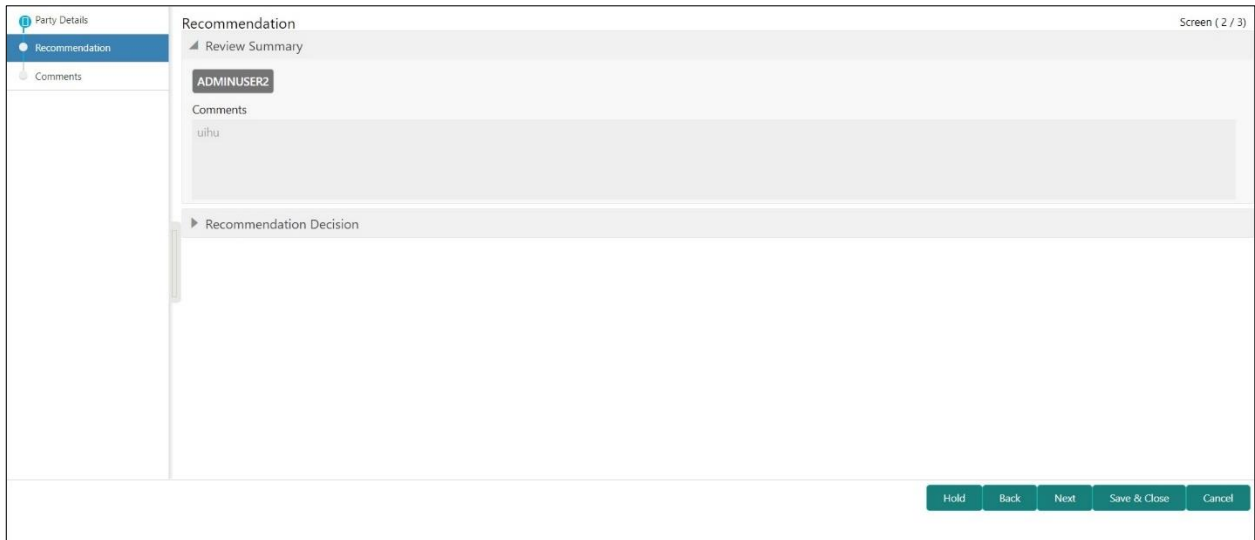 Party Details
Recommendation
Comments
Recommendation
Screen ( 2 / 3)
Review Summary
ADMINUSER2
Comments
uihu
Recommendation Decision
Hold
Back
Next
Save & Close
Cancel